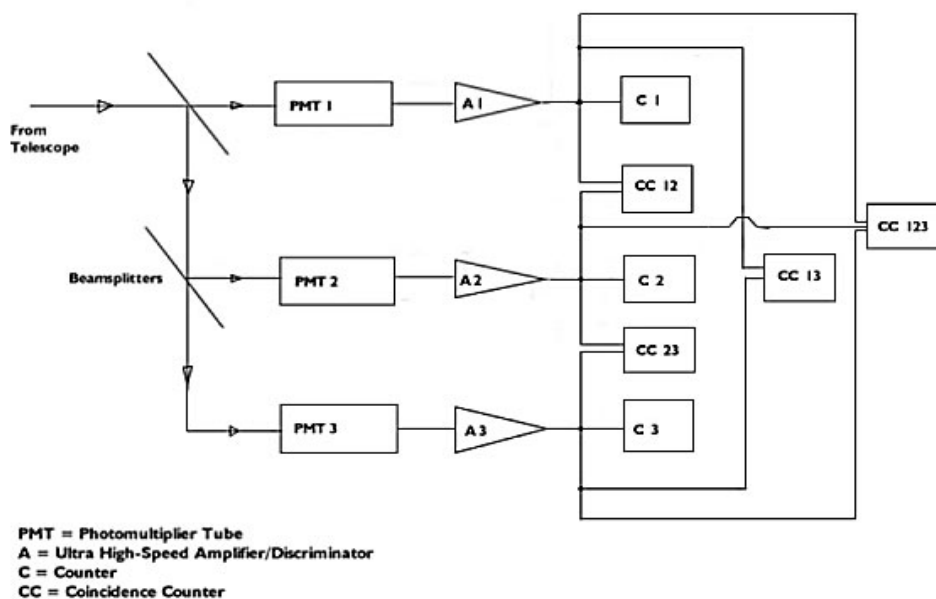 From
Telescope
PMT 1
A 1
C 1
CC 12
CC 123
Beamsplitters
PMT 2
A2
C 2
CC 13
CC 23
PMT 3
A3
C 3
PMT = Photomultiplier Tube
A = Ultra High-Speed Amplifier/Discriminator
C = Counter
CC = Coincidence Counter